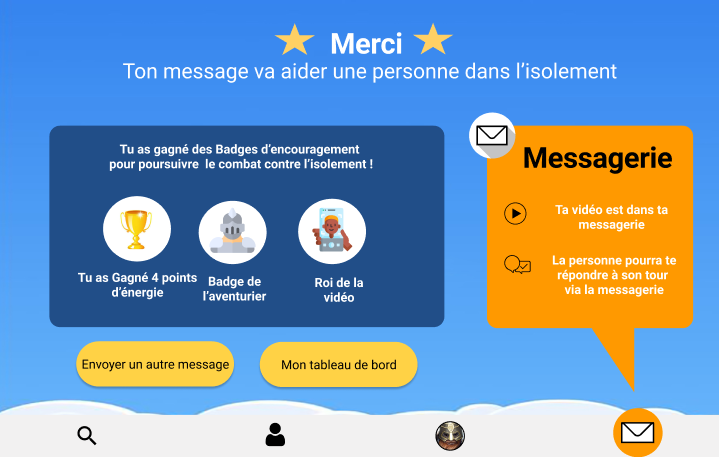 Merci
Ton message va aider une personne dans l'isolement
Tu as gagné des Badges d'encouragement
pour poursuivre le combat contre l'isolement !
Tu as Gagné 4 points
d'énergie
Badge de
l'aventurier
Roi de la
vidéo
Envoyer un autre message
Mon tableau de bord
Messagerie
Ta vidéo est dans ta
messagerie
La personne pourra te
répondre à son tour
via la messagerie